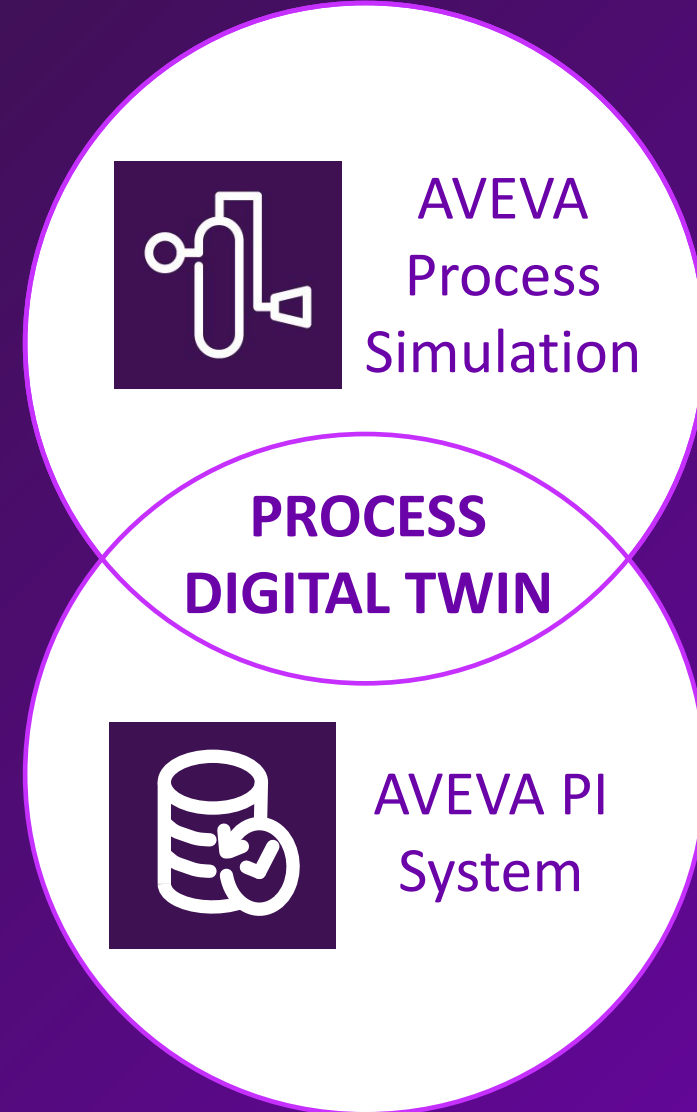 AVEVA
Process
Simulation
PROCESS
DIGITAL TWIN
AVEVA PI
System